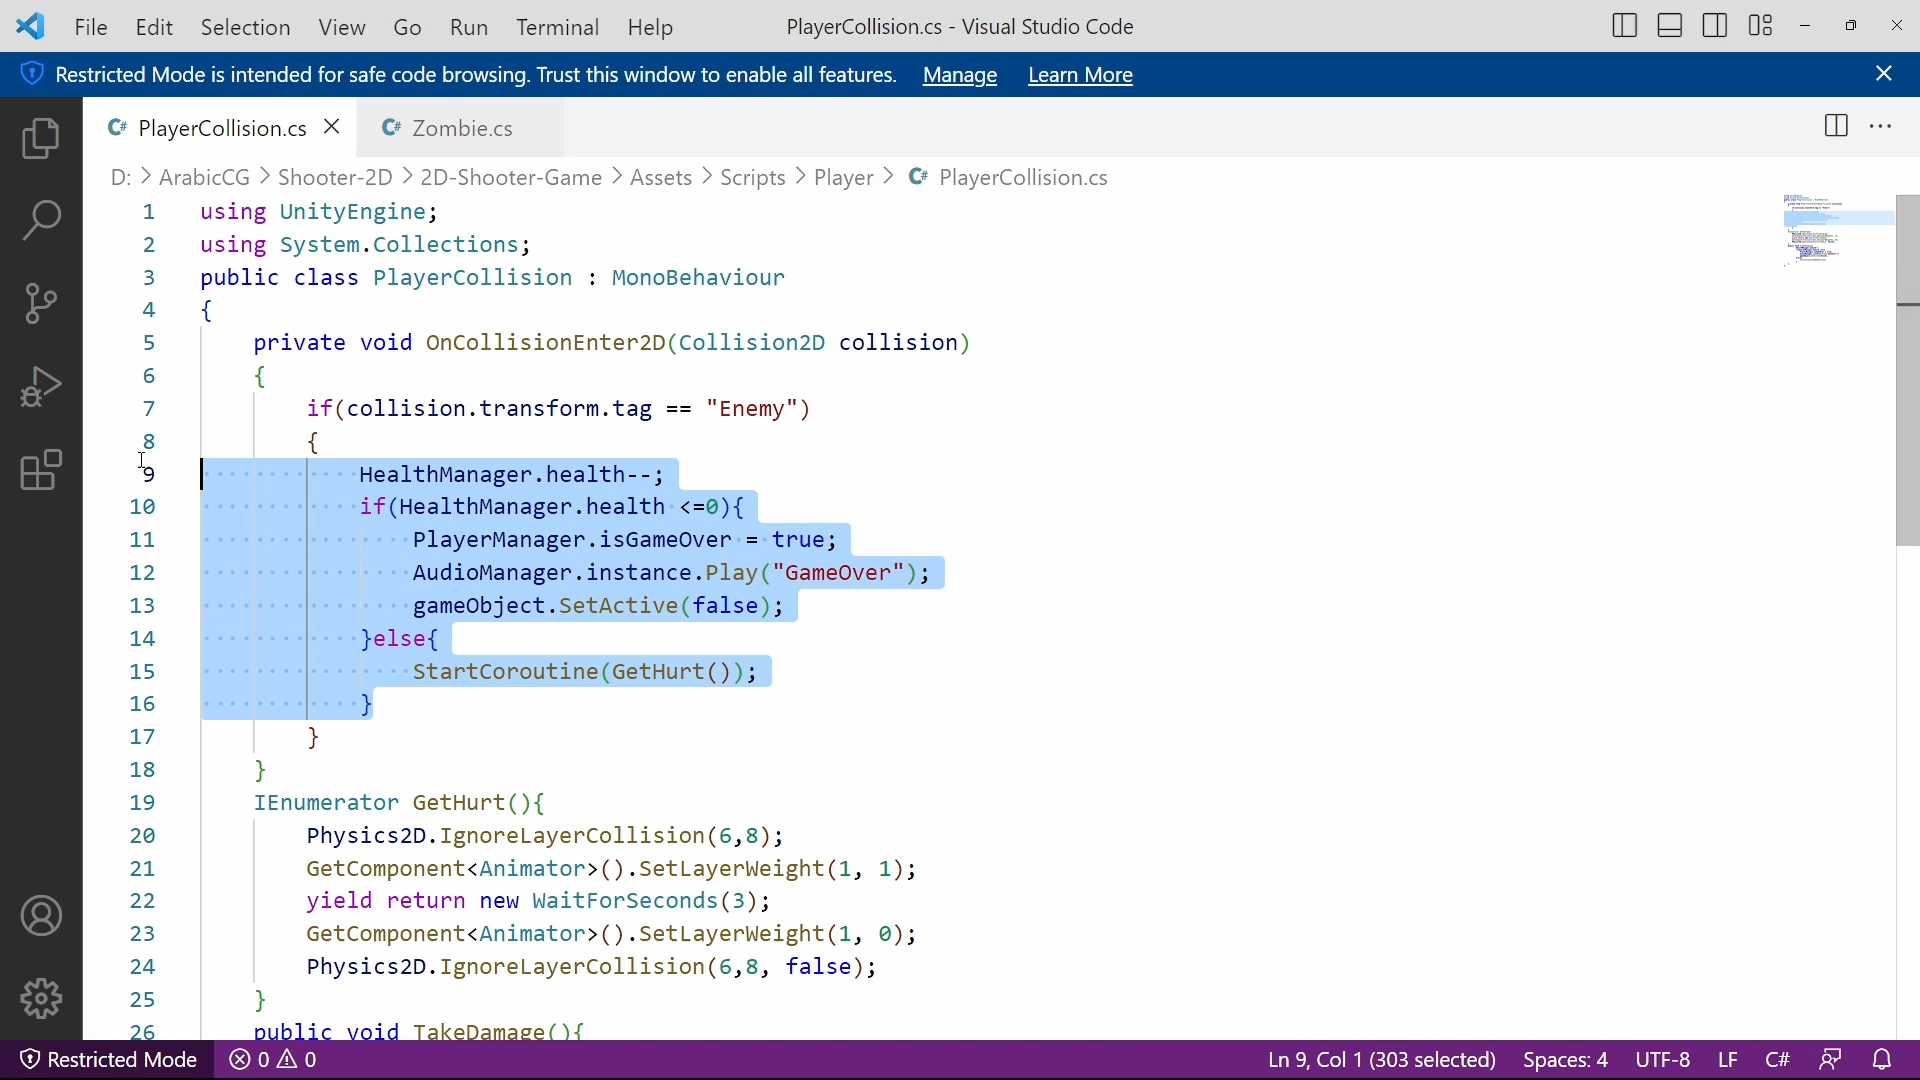 File Edit Selection View Go Run Terminal Help PlayerCollision.cs - Visual Studio Code
Restricted Mode is intended for safe code browsing. Trust this window to enable all features. Manage Learn More
C# PlayerCollision.cs C# Zombie.cs
D: > ArabicCG > Shooter-2D > 2D-Shooter-Game > Assets > Scripts > Player > C# PlayerCollision.cs
1 using UnityEngine;
2 using System.Collections;
3 public class PlayerCollision : MonoBehaviour
4 {
5 private void OnCollisionEnter2D(Collision2D collision)
6 {
7 if(collision.transform.tag == "Enemy")
8 {
9 HealthManager.health--;
10 if(HealthManager.health <=0){
11 PlayerManager.isGameOver = true;
12 AudioManager.instance.Play("GameOver");
13 gameObject.SetActive(false);
14 }else{
15 StartCoroutine(GetHurt());
16 }
17 }
18 }
19 IEnumerator GetHurt(){
20 Physics2D.IgnoreLayerCollision(6,8);
21 GetComponent<Animator>().SetLayerWeight(1, 1);
22 yield return new WaitForSeconds(3);
23 GetComponent<Animator>().SetLayerWeight(1, 0);
24 Physics2D.IgnoreLayerCollision(6,8, false);
25 }
26 public void TakeDamage(){
Restricted Mode 0 0 Ln 9, Col 1 (303 selected) Spaces: 4 UTF-8 LF C#